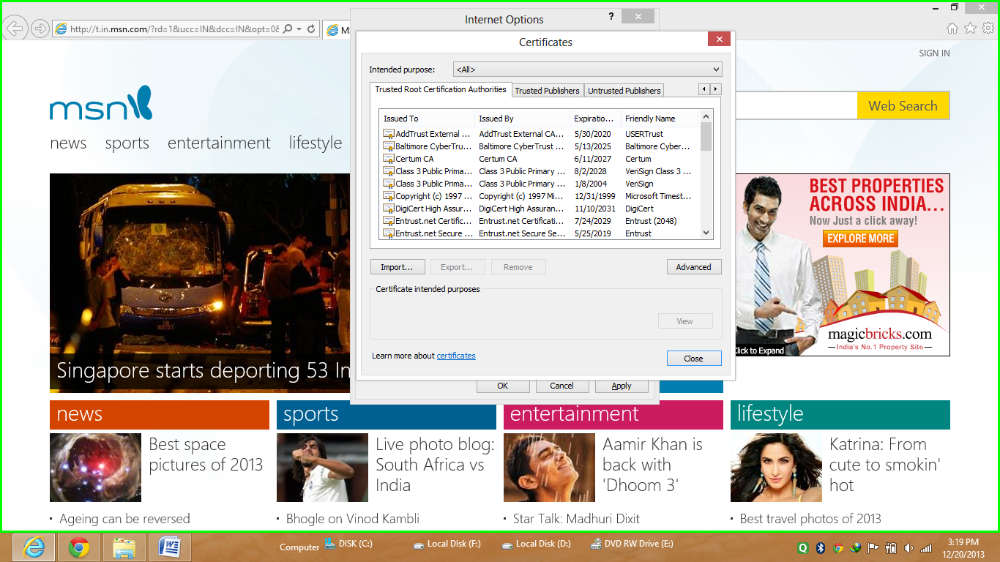 Internet Options
?
http://t.in.msn.com/?rd=1&ucc=IN&dcc=IN&opt=0&
Certificates
SIGN IN
Intended purpose:
<All>
Trusted Root Certification Authorities
Trusted Publishers
Untrusted Publishers
msn
Web Search
news sports entertainment lifestyle
Issued To Issued By Expiratio... Friendly Name
AddTrust External ... AddTrust External CA... 5/30/2020 USERTrust
Baltimore CyberTru... Baltimore CyberTrust ... 5/13/2025 Baltimore Cyber...
Certum CA Certum CA 6/11/2027 Certum
Class 3 Public Prima... Class 3 Public Primary ... 8/2/2028 VeriSign Class 3 ...
Class 3 Public Prima... Class 3 Public Primary ... 1/8/2004 VeriSign
Copyright (c) 1997 ... Copyright (c) 1997 Mi... 12/31/1999 Microsoft Timest...
DigiCert High Assur... DigiCert High Assuran... 11/10/2031 DigiCert
Entrust.net Certific... Entrust.net Certificati... 7/24/2029 Entrust (2048)
Entrust.net Secure ... Entrust.net Secure Se... 5/25/2019 Entrust
Import...
Export...
Remove
Advanced
Certificate intended purposes
View
Learn more about certificates
Close
OK
Cancel
Apply
BEST PROPERTIES
ACROSS INDIA...
Now Just a click away!
EXPLORE MORE
magicbricks.com
India's No.1 Property Site
Click to Expand
Singapore starts deporting 53 In
news
sports
entertainment
lifestyle
Best space
pictures of 2013
Live photo blog:
South Africa vs
India
Aamir Khan is
back with
'Dhoom 3'
Katrina: From
cute to smokin'
hot
Ageing can be reversed
Bhogle on Vinod Kambli
Star Talk: Madhuri Dixit
Best travel photos of 2013
Computer
DISK (C:)
Local DIsk (F:)
Local Disk (D:)
DVD RW Drive (E:)
3:19 PM
12/20/2013